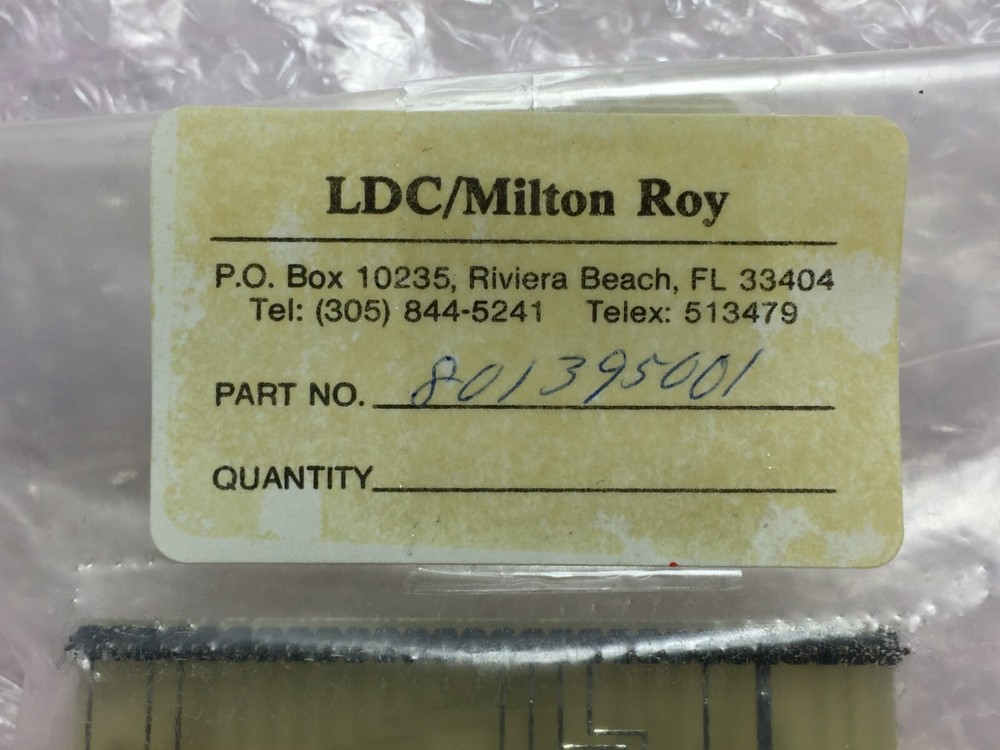 LDC/Milton Roy
P.O. Box 10235, Riviera Beach, FL 33404
Tel: (305) 844-5241 Telex: 513479
PART NO. 801395001
QUANTITY